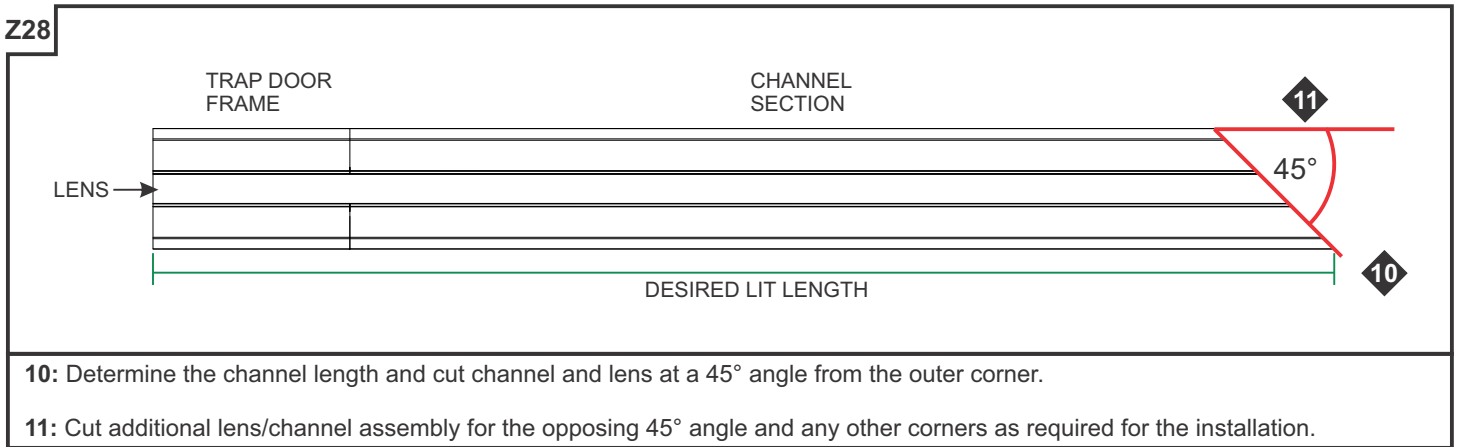 Z28
TRAP DOOR
FRAME
CHANNEL
SECTION
11
LENS
45°
10
DESIRED LIT LENGTH
10: Determine the channel length and cut channel and lens at a 45° angle from the outer corner.
11: Cut additional lens/channel assembly for the opposing 45° angle and any other corners as required for the installation.